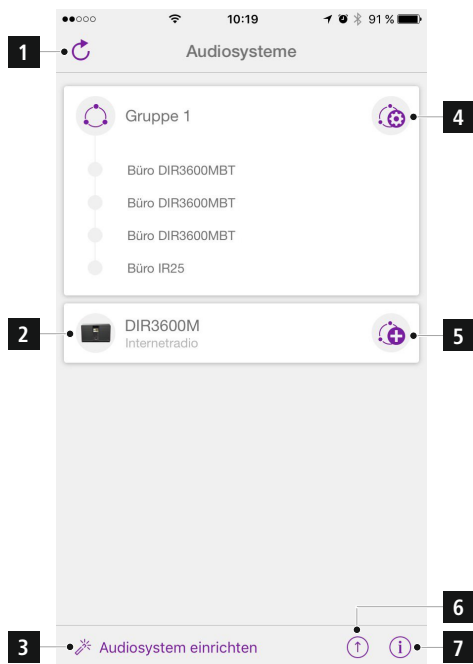 10:19
91 %
1
Audiosysteme
Gruppe 1
4
Büro DIR3600MBT
Büro DIR3600MBT
Büro DIR3600MBT
Büro IR25
2
DIR3600M
Internetradio
5
6
3
Audiosystem einrichten
i
7